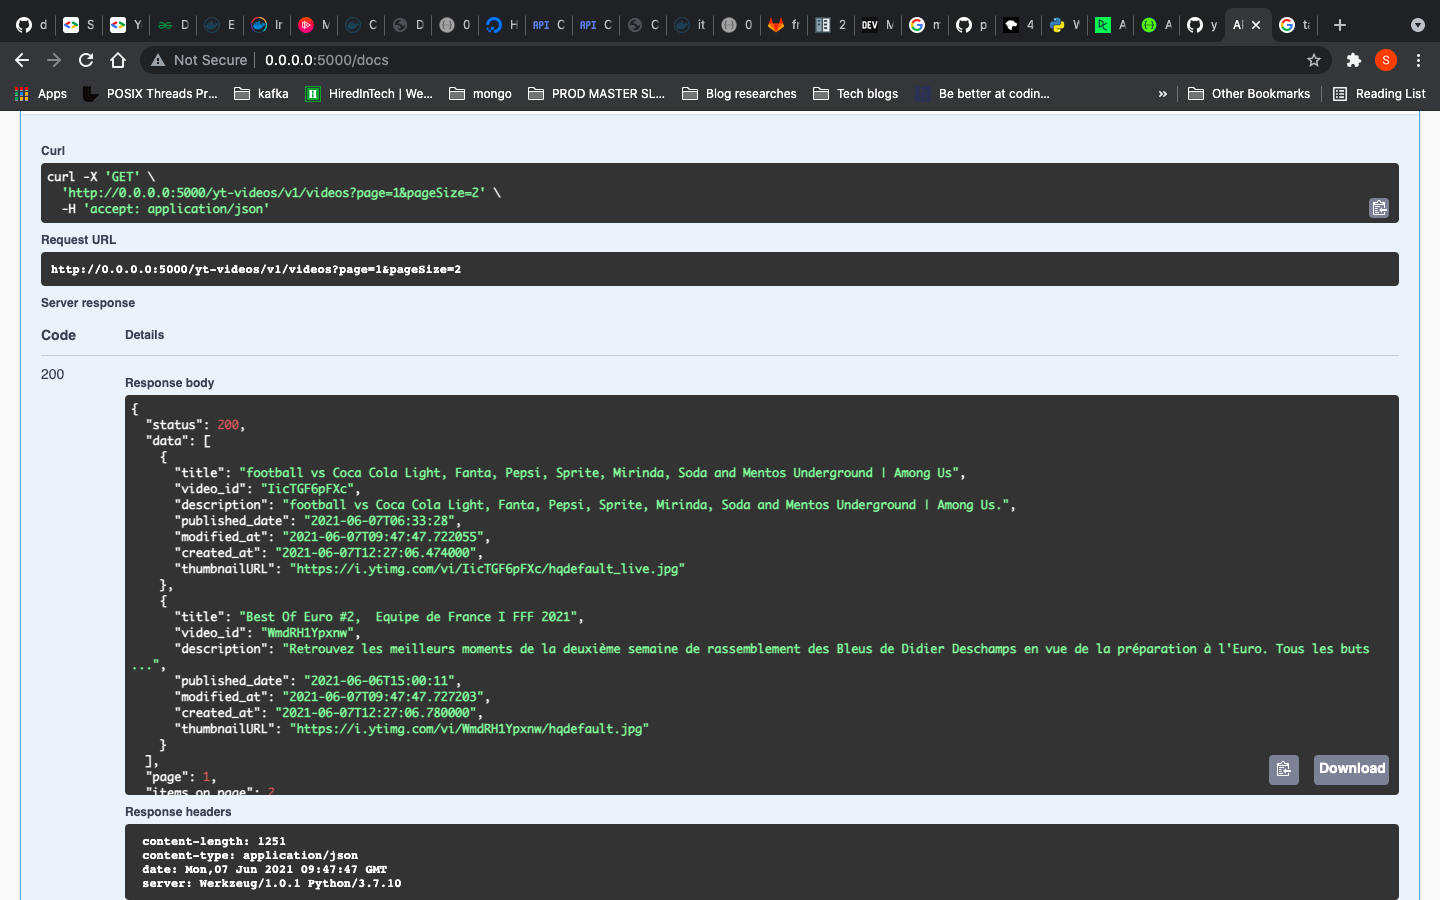 d S Y D E Ir M C D 0 H API C API C C it 0 fr 2 DEV M m p 4 V A A y Al ta
Not Secure 0.0.0.0:5000/docs S
Apps POSIX Threads Pr... kafka HiredInTech | We... mongo PROD MASTER SL... Blog researches Tech blogs Be better at codin... » Other Bookmarks Reading List
Curl
curl -X 'GET' \
'http://0.0.0.0:5000/yt-videos/v1/videos?page=1&pageSize=2' \
-H 'accept: application/json'
Request URL
http://0.0.0.0:5000/yt-videos/v1/videos?page=1&pageSize=2
Server response
Code Details
200
Response body
{
"status": 200,
"data": [
{
"title": "football vs Coca Cola Light, Fanta, Pepsi, Sprite, Mirinda, Soda and Mentos Underground | Among Us",
"video_id": "IicTGF6pFXc",
"description": "football vs Coca Cola Light, Fanta, Pepsi, Sprite, Mirinda, Soda and Mentos Underground | Among Us.",
"published_date": "2021-06-07T06:33:28",
"modified_at": "2021-06-07T09:47:47.722055",
"created_at": "2021-06-07T12:27:06.474000",
"thumbnailURL": "https://i.ytimg.com/vi/IicTGF6pFXc/hqdefault_live.jpg"
},
{
"title": "Best Of Euro #2,  Equipe de France I FFF 2021",
"video_id": "WmdRH1Ypxnw",
"description": "Retrouvez les meilleurs moments de la deuxième semaine de rassemblement des Bleus de Didier Deschamps en vue de la préparation à l'Euro. Tous les buts
...",
"published_date": "2021-06-06T15:00:11",
"modified_at": "2021-06-07T09:47:47.727203",
"created_at": "2021-06-07T12:27:06.780000",
"thumbnailURL": "https://i.ytimg.com/vi/WmdRH1Ypxnw/hqdefault.jpg"
}
],
"page": 1,
"items_on_page": 2
Download
Response headers
content-length: 1251
content-type: application/json
date: Mon,07 Jun 2021 09:47:47 GMT
server: Werkzeug/1.0.1 Python/3.7.10